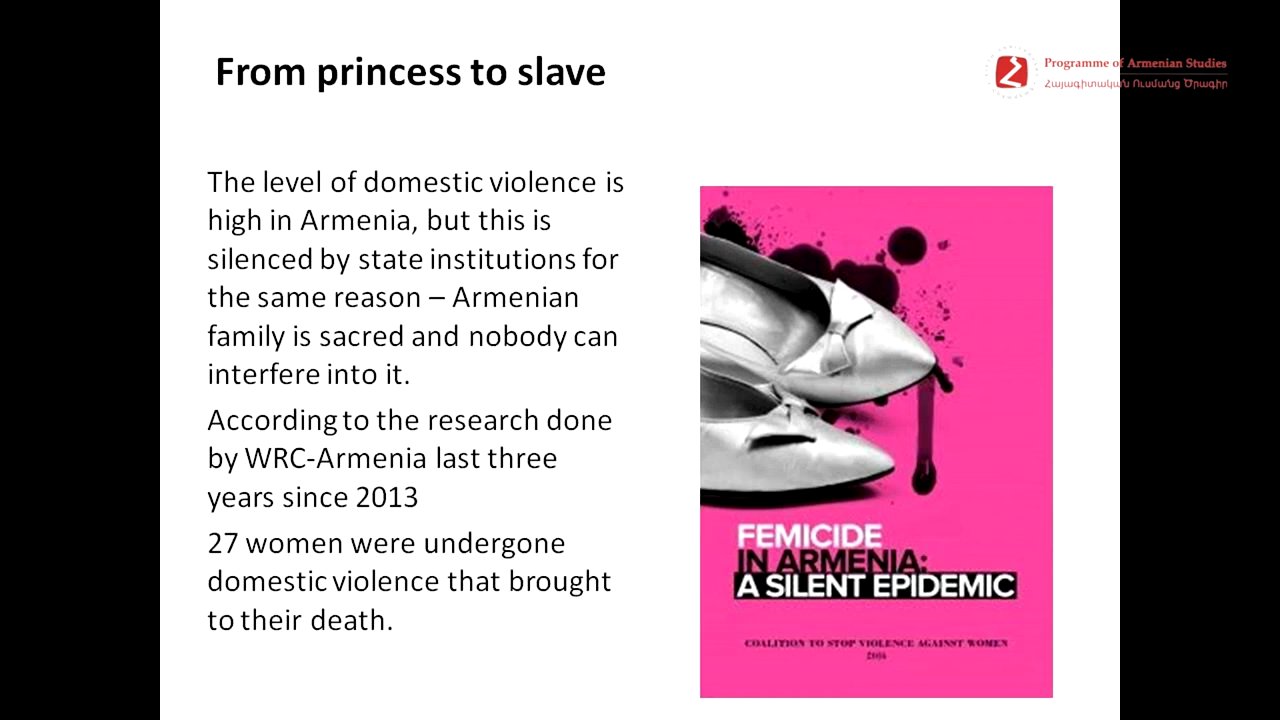 From princess to slave
Programme of Armenian Studies
Հայագիտական Ուսմանց Ծրագիր
The level of domestic violence is
high in Armenia, but this is
silenced by state institutions for
the same reason – Armenian
family is sacred and nobody can
interfere into it.
According to the research done
by WRC-Armenia last three
years since 2013
27 women were undergone
domestic violence that brought
to their death.
FEMICIDE
IN ARMENIA:
A SILENT EPIDEMIC
COALITION TO STOP VIOLENCE AGAINST WOMEN